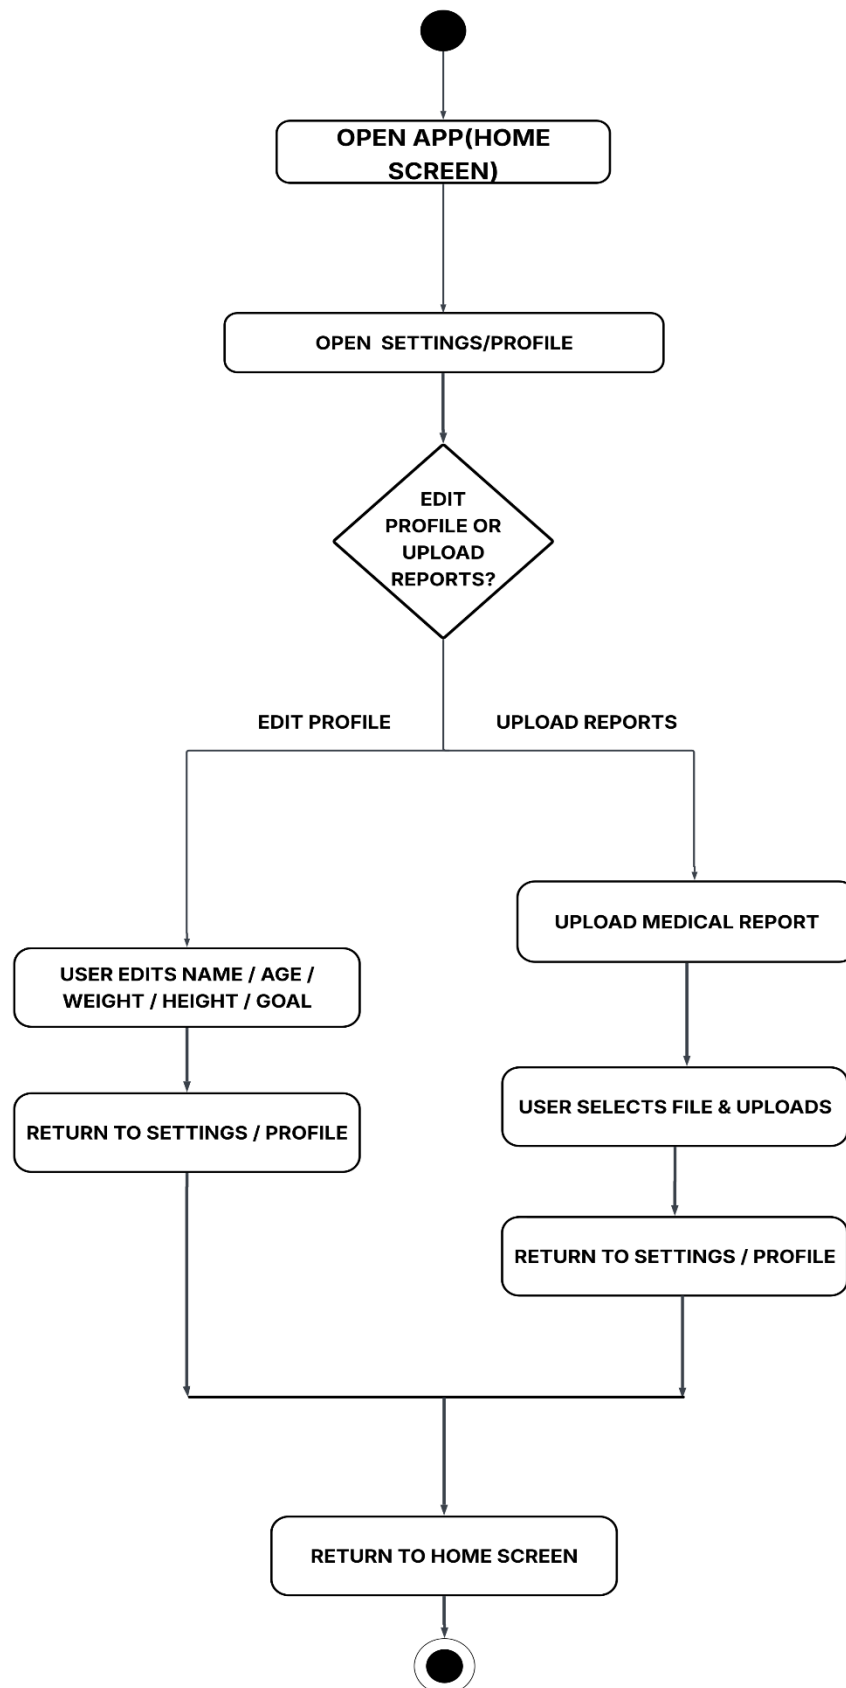 OPEN APP(HOME
SCREEN)
OPEN SETTINGS/PROFILE
EDIT
PROFILE OR
UPLOAD
REPORTS?
EDIT PROFILE
UPLOAD REPORTS
USER EDITS NAME / AGE /
WEIGHT / HEIGHT / GOAL
RETURN TO SETTINGS / PROFILE
UPLOAD MEDICAL REPORT
USER SELECTS FILE & UPLOADS
RETURN TO SETTINGS / PROFILE
RETURN TO HOME SCREEN